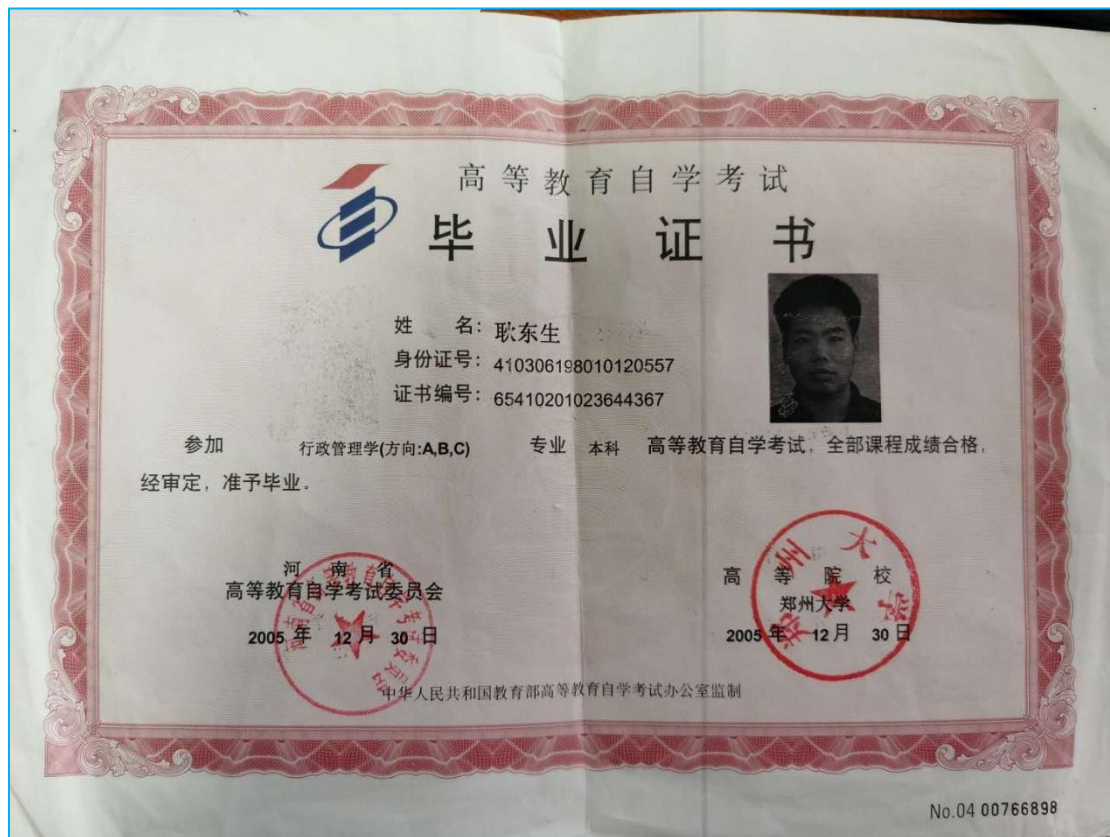 高等教育自学考试
毕业证书
姓 名：耿东生
身份证号：410306198010120557
证书编号：65410201023644367
参加 行政管理学(方向:A,B,C) 专业 本科 高等教育自学考试，全部课程成绩合格，
经审定，准予毕业。
河南省
高等教育自学考试委员会
2005 年 12 月 30 日
高等院校
郑州大学
2005 年 12 月 30 日
郑州大学
中华人民共和国教育部高等教育自学考试办公室监制
No.04 00766898